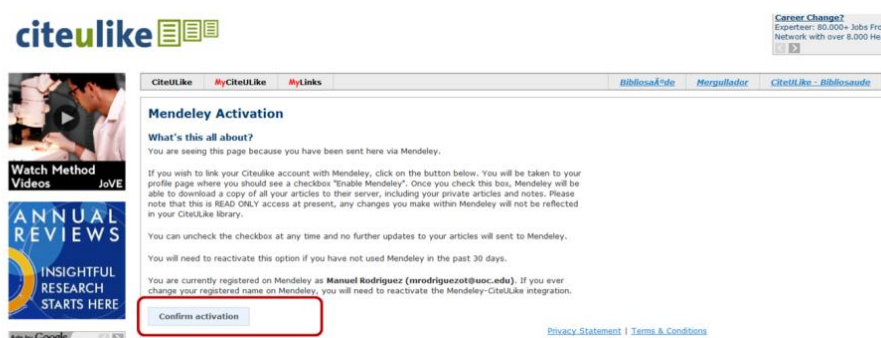 citeulike
Career Change?
Experteer: 80.000+ Jobs Fro
Network with over 8.000 He
CiteULike MyCiteULike MyLinks BibliosaÃºde Mergullador CiteULike - Bibliosaude
Watch Method
Videos JoVE
ANNUAL
REVIEWS
INSIGHTFUL
RESEARCH
STARTS HERE
Mendeley Activation
What's this all about?
You are seeing this page because you have been sent here via Mendeley.
If you wish to link your Citeulike account with Mendeley, click on the button below. You will be taken to your
profile page where you should see a checkbox "Enable Mendeley". Once you check this box, Mendeley will be
able to download a copy of all your articles to their server, including your private articles and notes. Please
note that this is READ ONLY access at present, any changes you make within Mendeley will not be reflected
in your CiteULike library.
You can uncheck the checkbox at any time and no further updates to your articles will sent to Mendeley.
You will need to reactivate this option if you have not used Mendeley in the past 30 days.
You are currently registered on Mendeley as Manuel Rodriguez (mrodriguezot@uoc.edu). If you ever
change your registered name on Mendeley, you will need to reactivate the Mendeley-CiteULike integration.
Confirm activation
Privacy Statement | Terms & Conditions